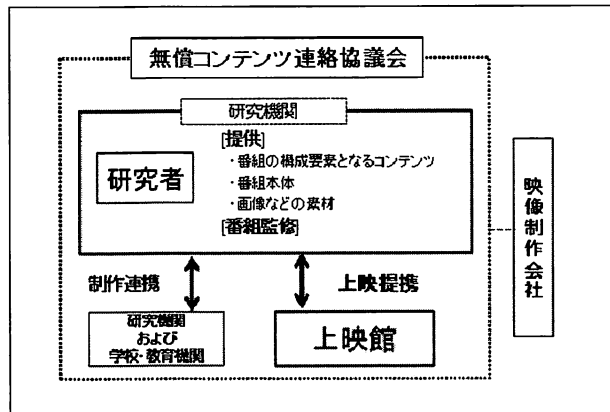 無償コンテンツ連絡協議会
研究機関
[提供]
・番組の構成要素となるコンテンツ
研究者
・番組本体
・画像などの素材
[番組監修]
映像制作会社
制作連携
上映提携
研究機関
および
学校・教育機関
上映館